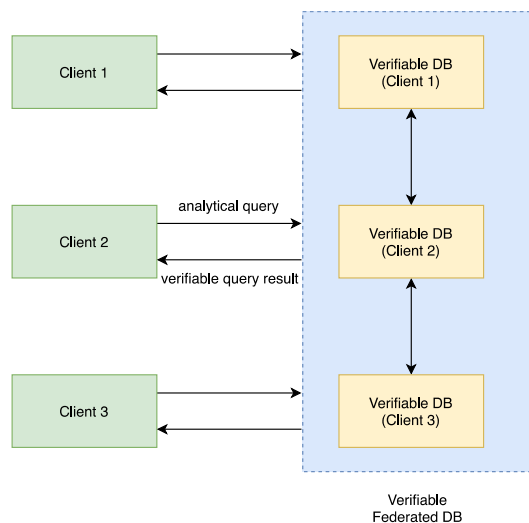 Client 1
Verifiable DB
(Client 1)
analytical query
Client 2
Verifiable DB
(Client 2)
verifiable query result
Client 3
Verifiable DB
(Client 3)
Verifiable
Federated DB